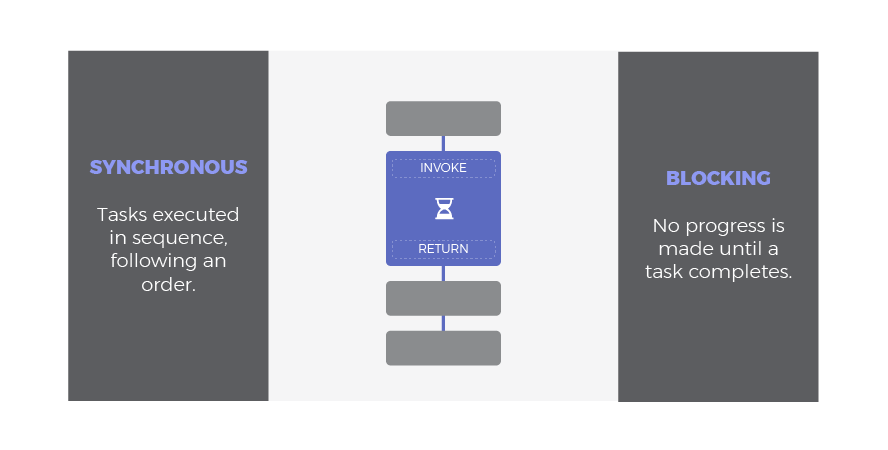 SYNCHRONOUS
Tasks executed
in sequence,
following an
order.
INVOKE
RETURN
BLOCKING
No progress is
made until a
task completes.